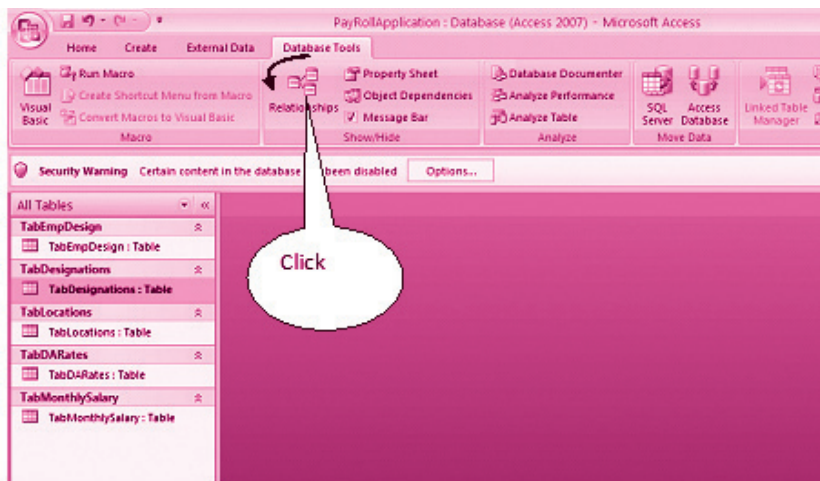 PayRollApplication : Database (Access 2007) - Microsoft Access
Home Create External Data Database Tools
Visual Basic
Run Macro
Create Shortcut Menu from Macro
Convert Macros to Visual Basic
Macro
Relationships
Property Sheet
Object Dependencies
Message Bar
Show/Hide
Database Documenter
Analyze Performance
Analyze Table
Analyze
SQL Server
Access Database
Move Data
Linked Table Manager
Security Warning Certain content in the database been disabled Options...
All Tables
TabEmpDesign
TabEmpDesign : Table
TabDesignations
TabDesignations : Table
TabLocations
TabLocations : Table
TabDARates
TabDARates : Table
TabMonthlySalary
TabMonthlySalary : Table
Click